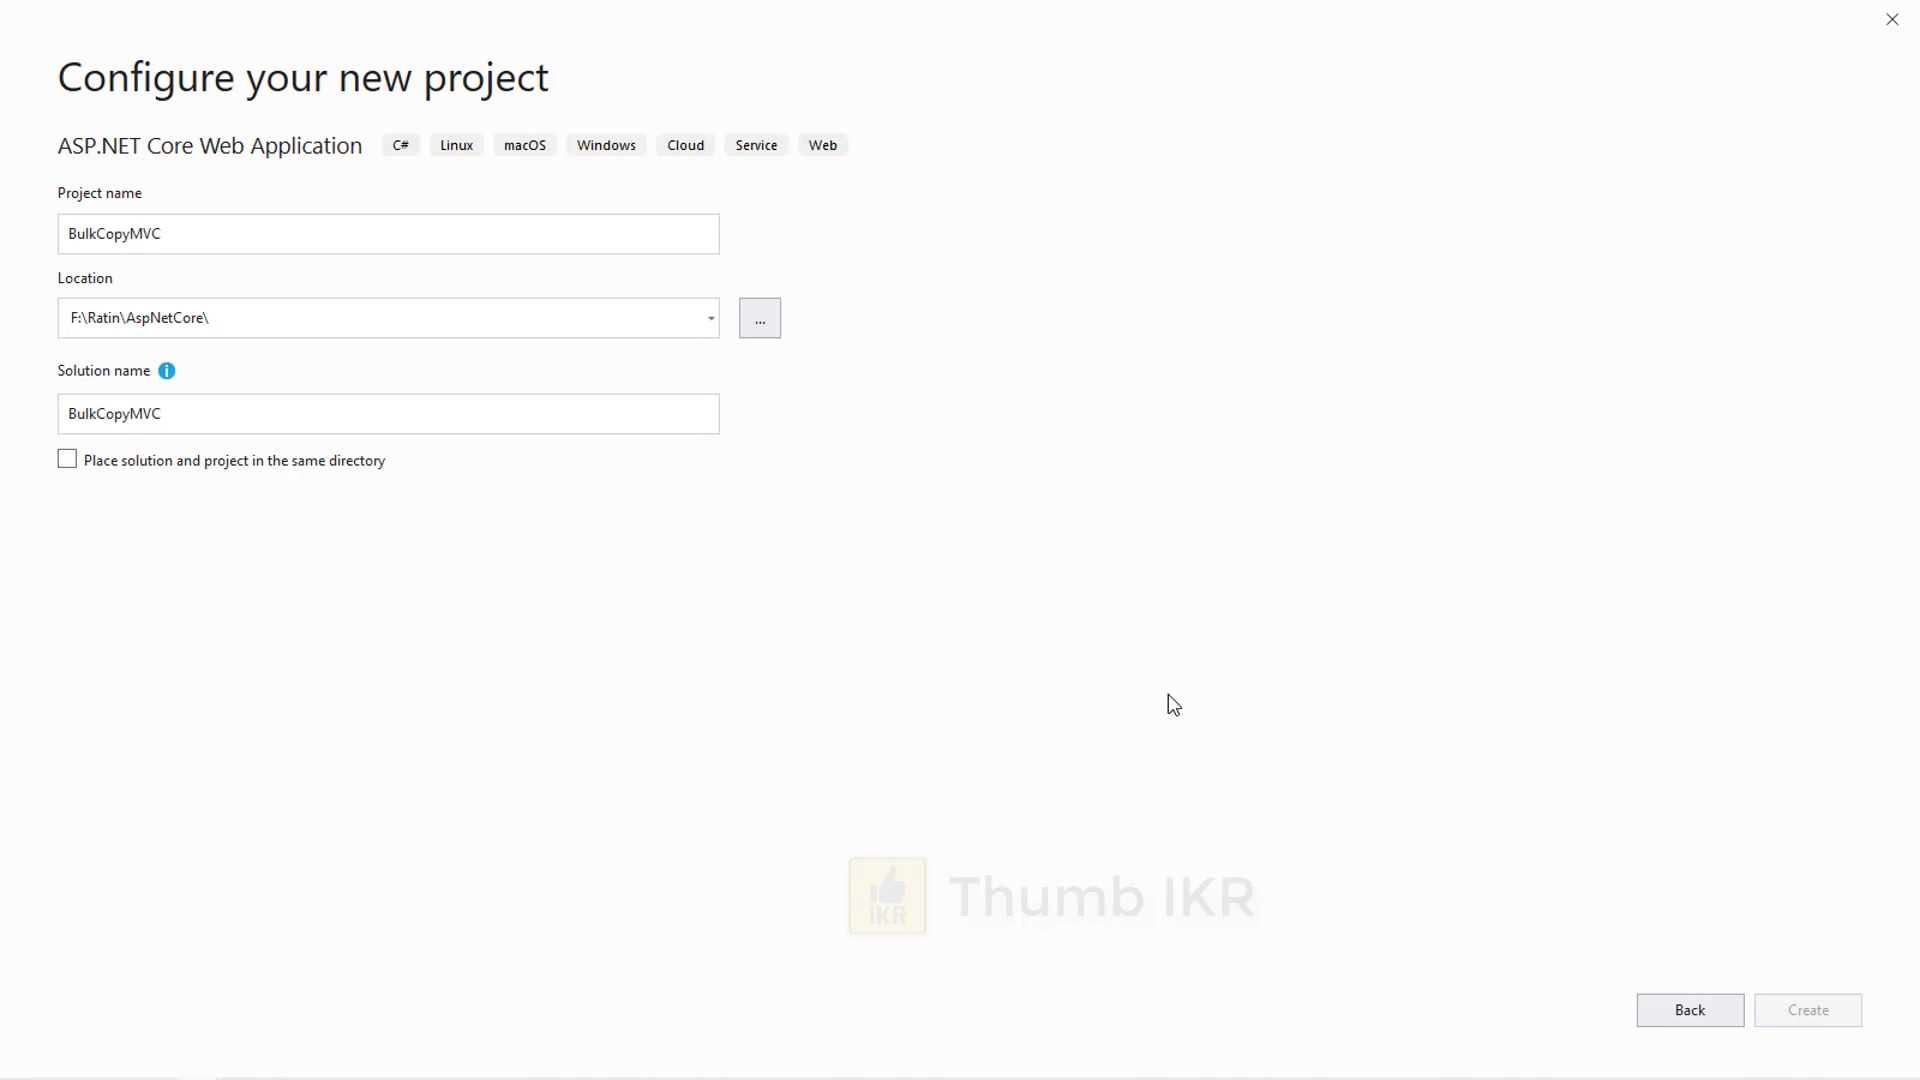 Configure your new project
ASP.NET Core Web Application C# Linux macOS Windows Cloud Service Web
Project name
BulkCopyMVC
Location
F:\Ratin\AspNetCore\
...
Solution name i
BulkCopyMVC
Place solution and project in the same directory
IKR Thumb IKR
Back Create